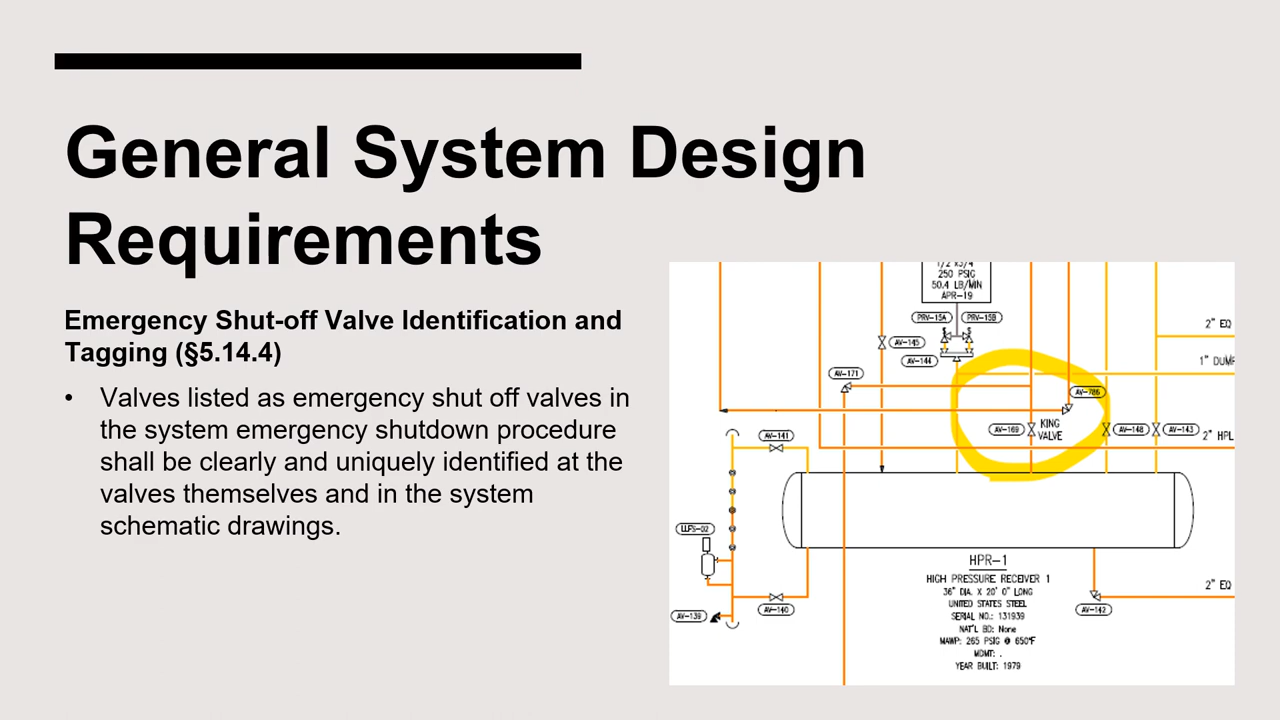 General System Design
Requirements
Emergency Shut-off Valve Identification and
Tagging (§5.14.4)
• Valves listed as emergency shut off valves in
the system emergency shutdown procedure
shall be clearly and uniquely identified at the
valves themselves and in the system
schematic drawings.
250 PSIG
50.4 LB/MIN
APR-19
PRV-15A
PRV-15B
2" EQ
AV-145
AV-144
1" DUMP
AV-171
AV-786
AV-141
AV-169
KING
VALVE
AV-148
AV-143
2" HPL
LLFS-02
HPR-1
HIGH PRESSURE RECEIVER 1
36" DIA. X 20' 0" LONG
UNITED STATES STEEL
SERIAL NO.: 131939
NAT'L BD: None
MAWP: 265 PSIG @ 650°F
MDMT: .
YEAR BUILT: 1979
2" EQ
AV-139
AV-140
AV-142